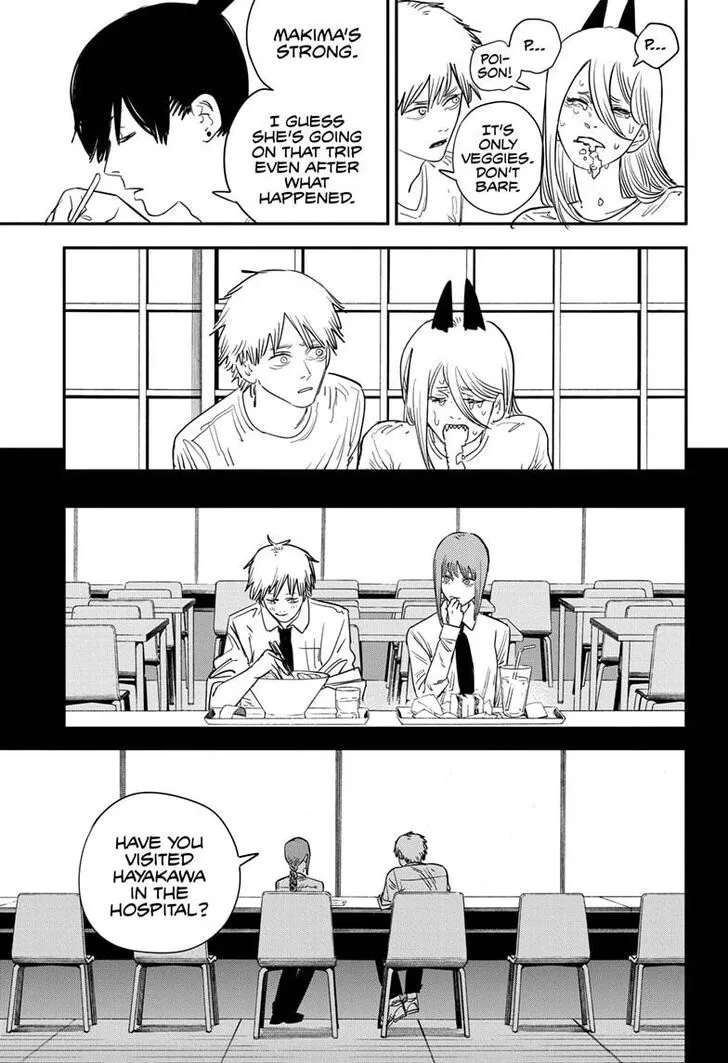 P...
P...
POI-
SON!
IT'S
ONLY
VEGGIES.
DON'T
BARF.
MAKIMA'S
STRONG.
I GUESS
SHE'S GOING
ON THAT TRIP
EVEN AFTER
WHAT
HAPPENED.
HAVE YOU
VISITED
HAYAKAWA
IN THE
HOSPITAL?